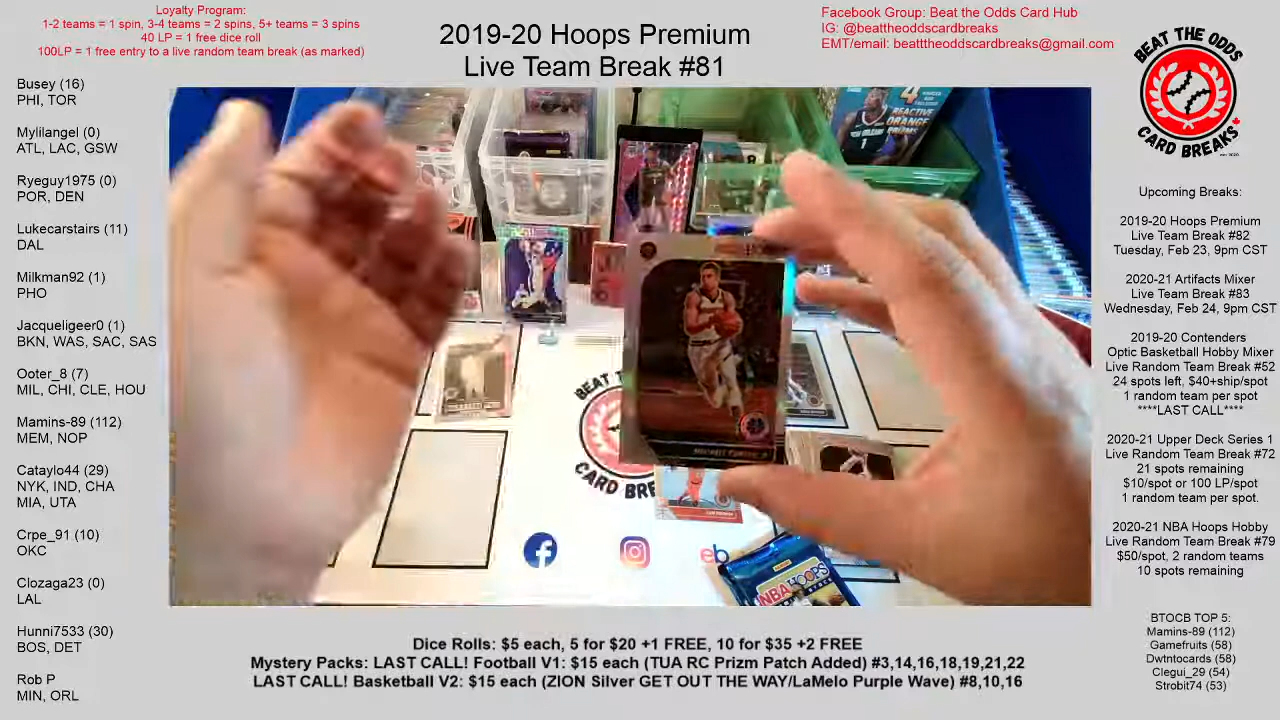 Loyalty Program:
1-2 teams = 1 spin, 3-4 teams = 2 spins, 5+ teams = 3 spins
40 LP = 1 free dice roll
100LP = 1 free entry to a live random team break (as marked)
2019-20 Hoops Premium
Live Team Break #81
Facebook Group: Beat the Odds Card Hub
IG: @beattheoddscardbreaks
EMT/email: beattheoddscardbreaks@gmail.com
BEAT THE ODDS
CARD BREAKS
Busey (16)
PHI, TOR
Mylilangel (0)
ATL, LAC, GSW
Ryeguy1975 (0)
POR, DEN
Lukecarstairs (11)
DAL
Milkman92 (1)
PHO
Jacqueligeer0 (1)
BKN, WAS, SAC, SAS
Ooter_8 (7)
MIL, CHI, CLE, HOU
Mamins-89 (112)
MEM, NOP
Catavlo44 (29)
NYK, IND, CHA
MIA, UTA
Crpe_91 (10)
OKC
Clozaga23 (0)
LAL
Hunni7533 (30)
BOS, DET
Rob P
MIN, ORL
4
REACTIVE
ORANGE
PRIZMS
BEAT
CARD BRE
NBA HOOPS
Upcoming Breaks:
2019-20 Hoops Premium
Live Team Break #82
Tuesday, Feb 23, 9pm CST
2020-21 Artifacts Mixer
Live Team Break #83
Wednesday, Feb 24, 9pm CST
2019-20 Contenders
Optic Basketball Hobby Mixer
Live Random Team Break #52
24 spots left, $40+ship/spot
1 random team per spot
****LAST CALL****
2020-21 Upper Deck Series 1
Live Random Team Break #72
21 spots remaining
$10/spot or 100 LP/spot
1 random team per spot.
2020-21 NBA Hoops Hobby
Live Random Team Break #79
$50/spot, 2 random teams
10 spots remaining
BTOCB TOP 5:
Mamins-89 (112)
Gamefruits (58)
Dwtntocards (58)
Clegui_29 (54)
Strobit74 (53)
Dice Rolls: $5 each, 5 for $20 +1 FREE, 10 for $35 +2 FREE
Mystery Packs: LAST CALL! Football V1: $15 each (TUA RC Prizm Patch Added) #3,14,16,18,19,21,22
LAST CALL! Basketball V2: $15 each (ZION Silver GET OUT THE WAY/LaMelo Purple Wave) #8,10,16